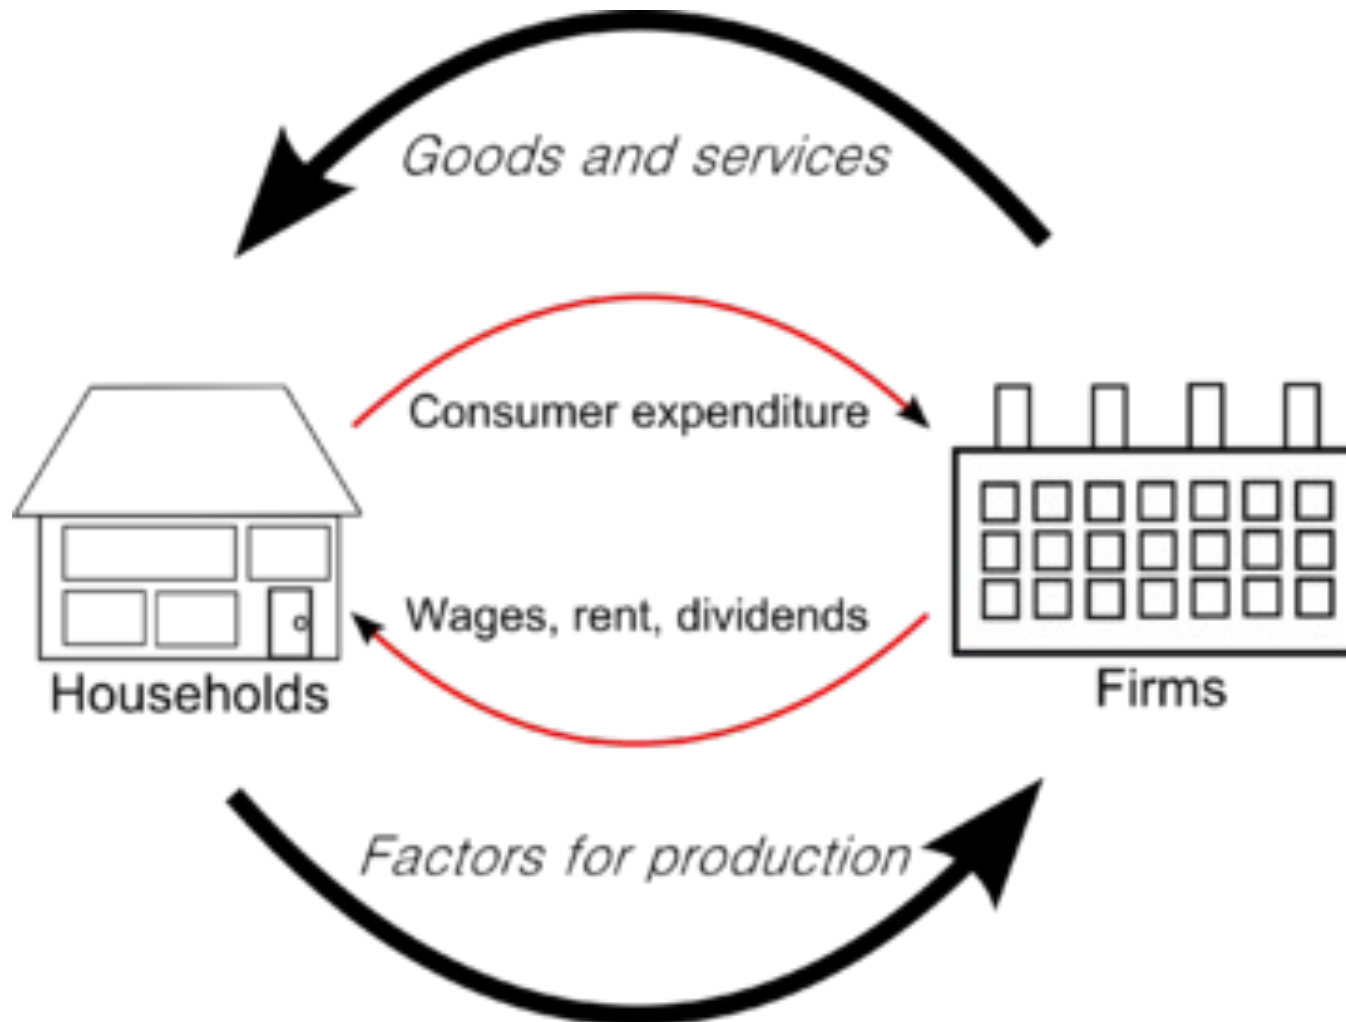 Goods and services
Consumer expenditure
Wages, rent, dividends
Households
Firms
Factors for production